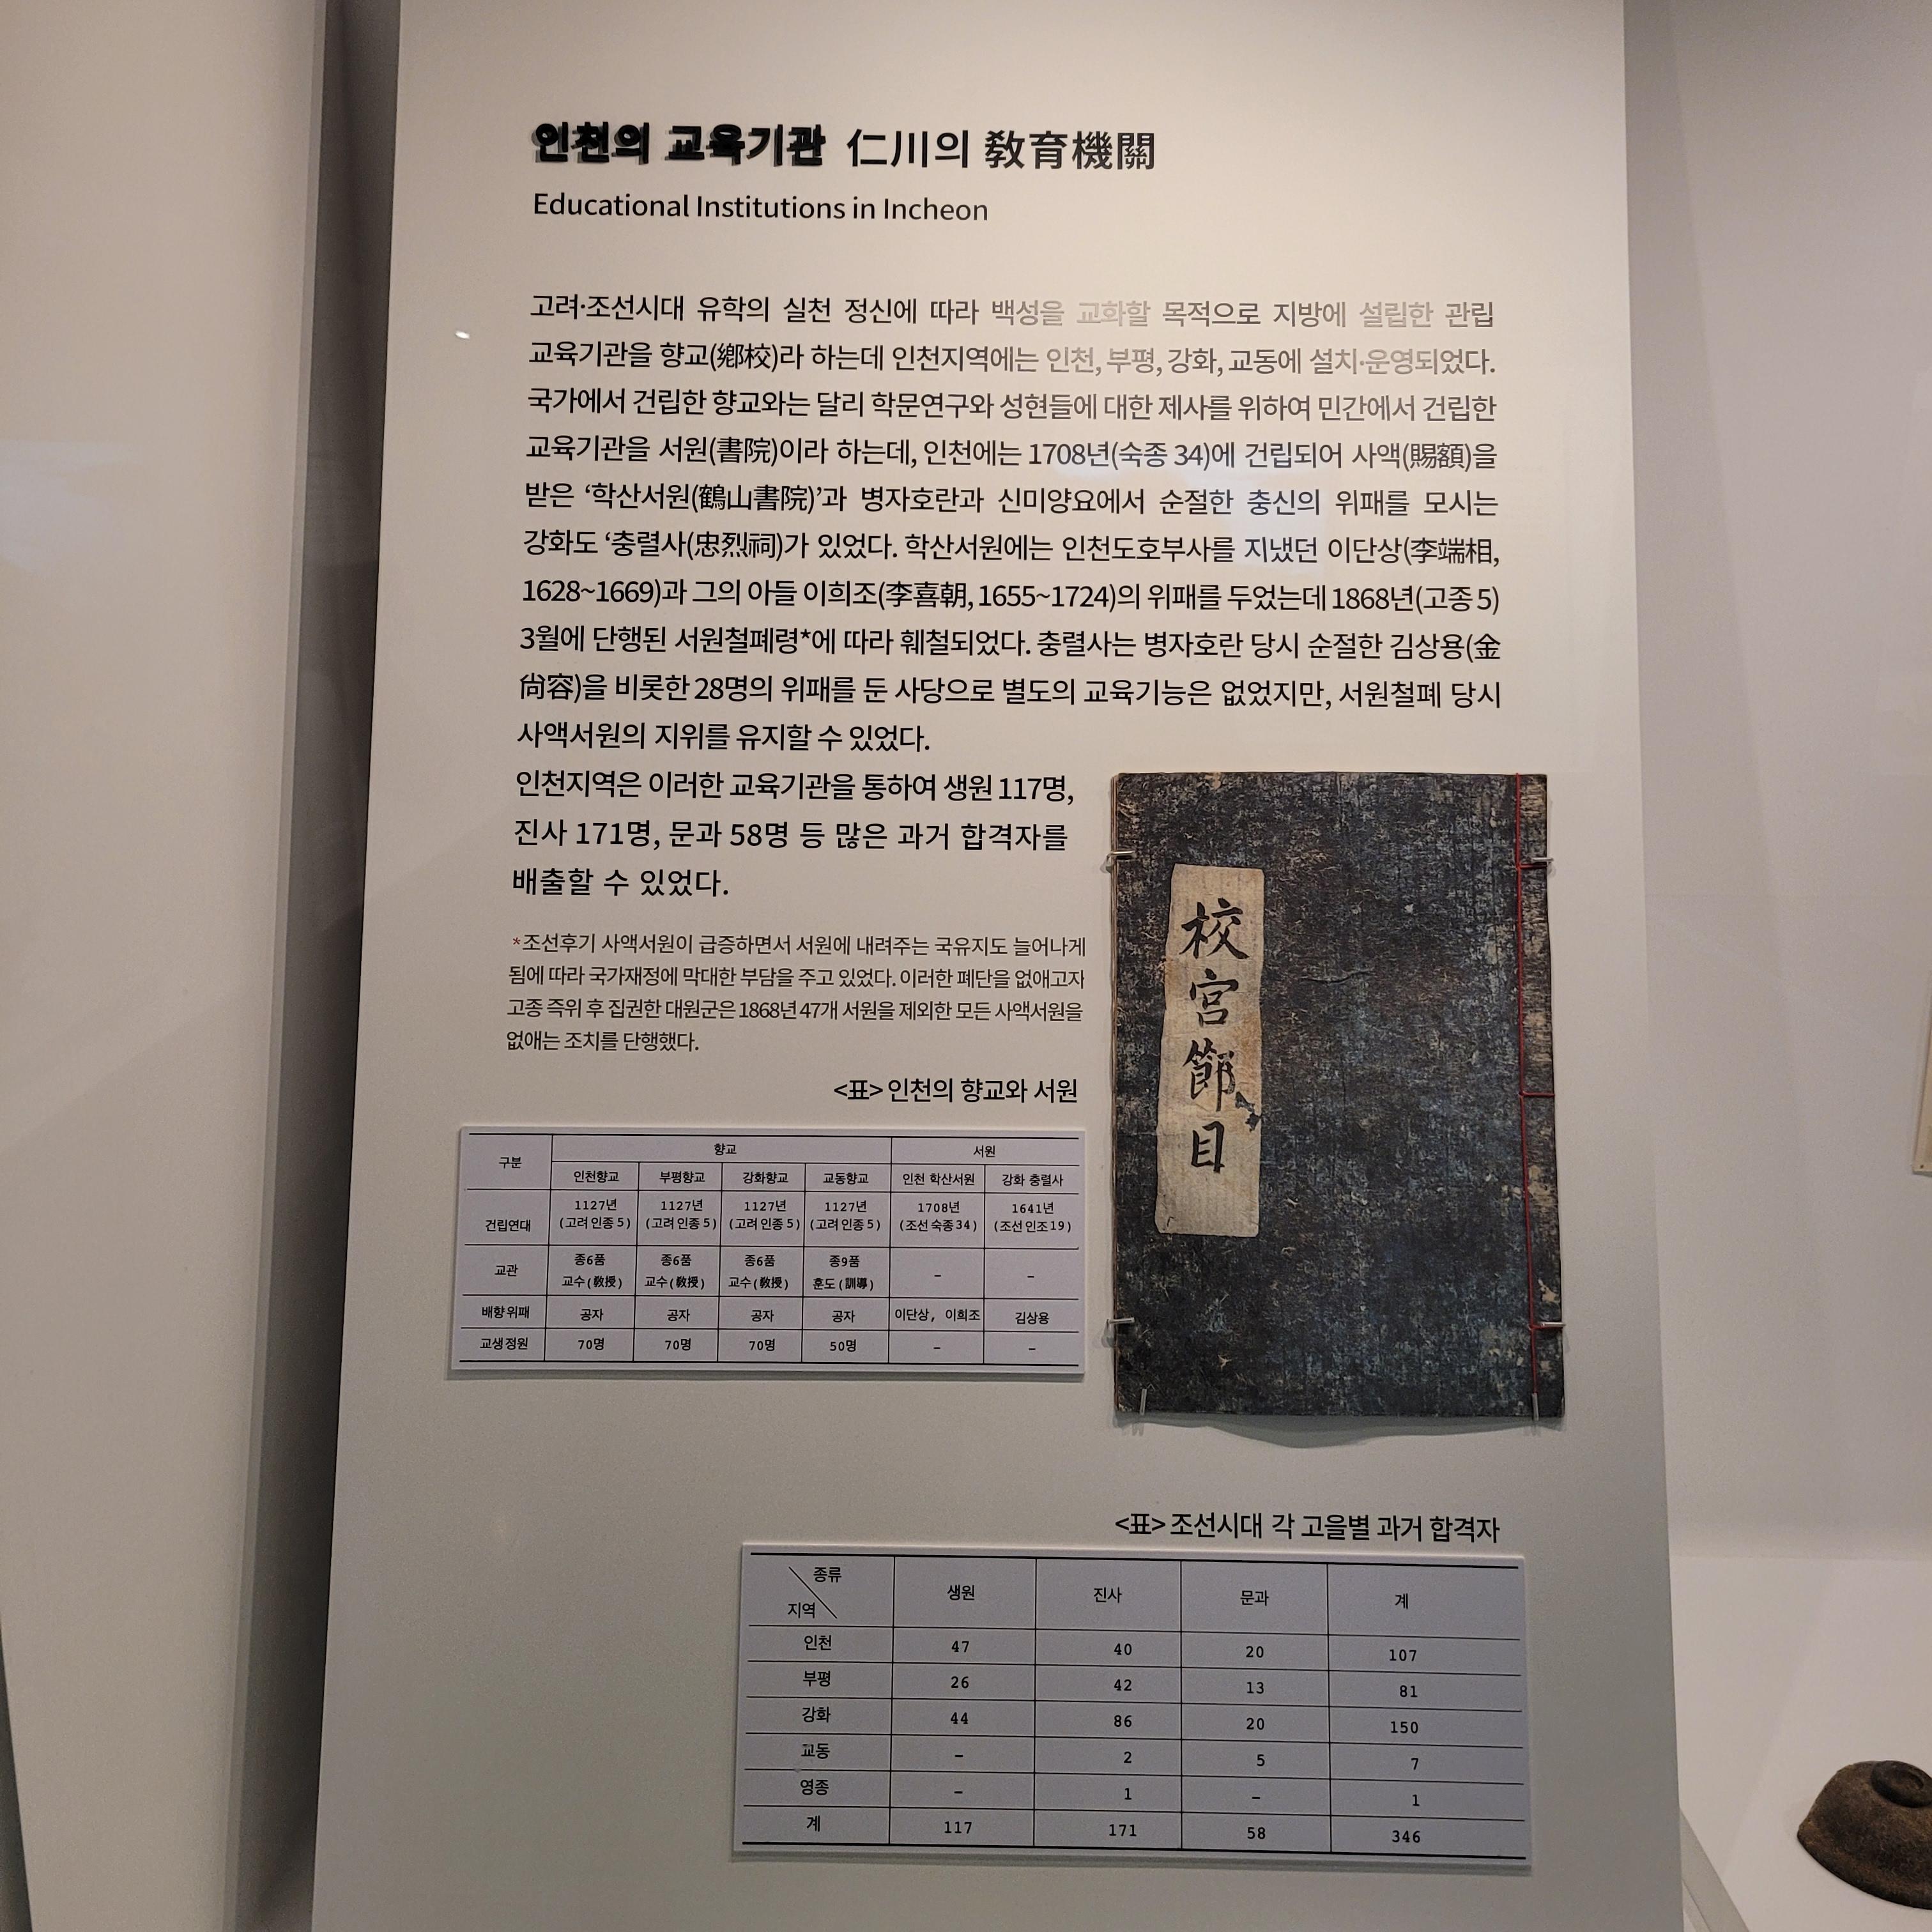 인천의 교육기관 仁川의 敎育機關
Educational Institutions in Incheon
고려·조선시대 유학의 실천 정신에 따라 백성을 교화할 목적으로 지방에 설립한 관립
교육기관을 향교(鄕校)라 하는데 인천지역에는 인천, 부평, 강화, 교동에 설치·운영되었다.
국가에서 건립한 향교와는 달리 학문연구와 성현들에 대한 제사를 위하여 민간에서 건립한
교육기관을 서원(書院)이라 하는데, 인천에는 1708년(숙종 34)에 건립되어 사액(賜額)을
받은 ‘학산서원(鶴山書院)’과 병자호란과 신미양요에서 순절한 충신의 위패를 모시는
강화도 ‘충렬사(忠烈祠)가 있었다. 학산서원에는 인천도호부사를 지냈던 이단상(李端相,
1628~1669)과 그의 아들 이희조(李喜朝, 1655~1724)의 위패를 두었는데 1868년(고종 5)
3월에 단행된 서원철폐령*에 따라 훼철되었다. 충렬사는 병자호란 당시 순절한 김상용(金
尙容)을 비롯한 28명의 위패를 둔 사당으로 별도의 교육기능은 없었지만, 서원철폐 당시
사액서원의 지위를 유지할 수 있었다.
인천지역은 이러한 교육기관을 통하여 생원 117명,
진사 171명, 문과 58명 등 많은 과거 합격자를
배출할 수 있었다.
*조선후기 사액서원이 급증하면서 서원에 내려주는 국유지도 늘어나게
됨에 따라 국가재정에 막대한 부담을 주고 있었다. 이러한 폐단을 없애고자
고종 즉위 후 집권한 대원군은 1868년 47개 서원을 제외한 모든 사액서원을
없애는 조치를 단행했다.
校宮節目
<표> 인천의 향교와 서원
구분 향교 서원
인천향교 부평향교 강화향교 교동향교 인천 학산서원 강화 충렬사
건립연대 1127년 (고려 인종 5) 1127년 (고려 인종 5) 1127년 (고려 인종 5) 1127년 (고려 인종 5) 1708년 (조선 숙종 34) 1641년 (조선 인조 19)
교관 종6품 교수(敎授) 종6품 교수(敎授) 종6품 교수(敎授) 종9품 훈도(訓導) – –
배향위패 공자 공자 공자 공자 이단상, 이희조 김상용
교생정원 70명 70명 70명 50명 – –
<표> 조선시대 각 고을별 과거 합격자
종류 지역 생원 진사 문과 계
인천 47 40 20 107
부평 26 42 13 81
강화 44 86 20 150
교동 – 2 5 7
영종 – 1 – 1
계 117 171 58 346